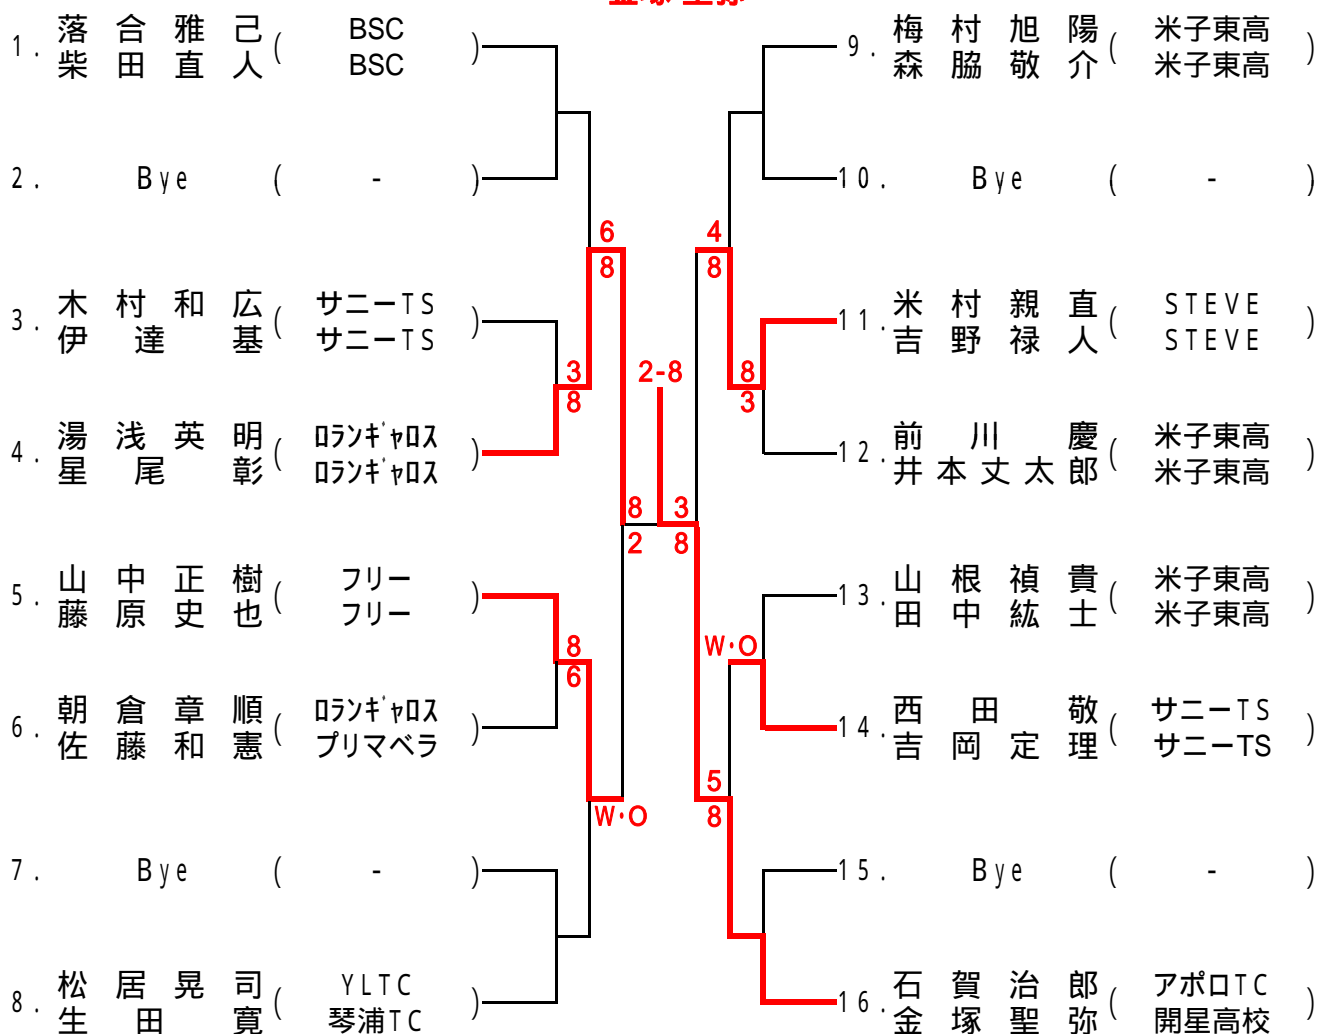 1. 落合雅己 ( BSC )
柴田直人 BSC
2. Bye ( - )
3. 木村和広 ( サニーTS )
伊達基 サニーTS
4. 湯浅英明 ( ロランギャロス )
星尾彰 ロランギャロス
5. 山中正樹 ( フリー )
藤原史也 フリー
6. 朝倉章順 ( ロランギャロス )
佐藤和憲 プリマベラ
7. Bye ( - )
8. 松居晃司 ( YLTC )
生田寛 琴浦TC
6
8
3
8
8
2
8
6
W・O
2-8
4
8
8
3
3
8
W・O
5
8
9. 梅村旭陽 ( 米子東高 )
森脇敬介 米子東高
10. Bye ( - )
11. 米村親直 ( STEVE )
吉野禄人 STEVE
12. 前川慶 ( 米子東高 )
井本丈太郎 米子東高
13. 山根禎貴 ( 米子東高 )
田中紘士 米子東高
14. 西田敬 ( サニーTS )
吉岡定理 サニーTS
15. Bye ( - )
16. 石賀治郎 ( アポロTC )
金塚聖弥 開星高校